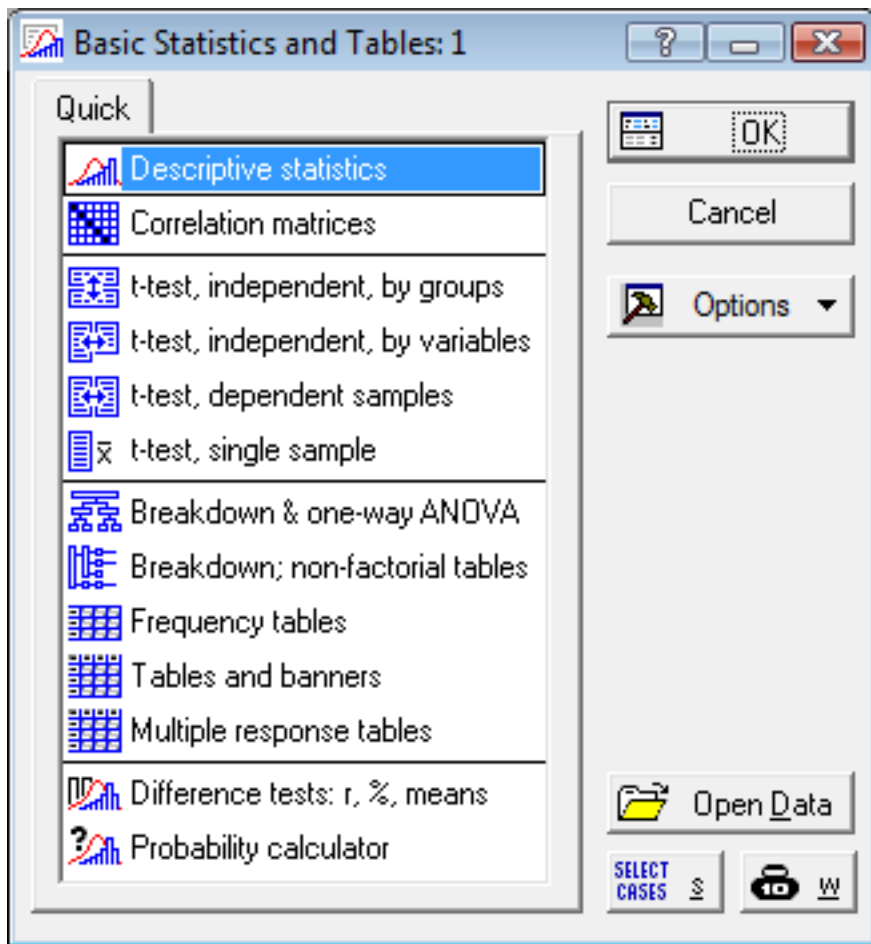 Basic Statistics and Tables: 1
Quick
Descriptive statistics
Correlation matrices
t-test, independent, by groups
t-test, independent, by variables
t-test, dependent samples
x̄ t-test, single sample
Breakdown & one-way ANOVA
Breakdown; non-factorial tables
Frequency tables
Tables and banners
Multiple response tables
Difference tests: r, %, means
? Probability calculator
?
OK
Cancel
Options
Open Data
SELECT
CASES S
10 W